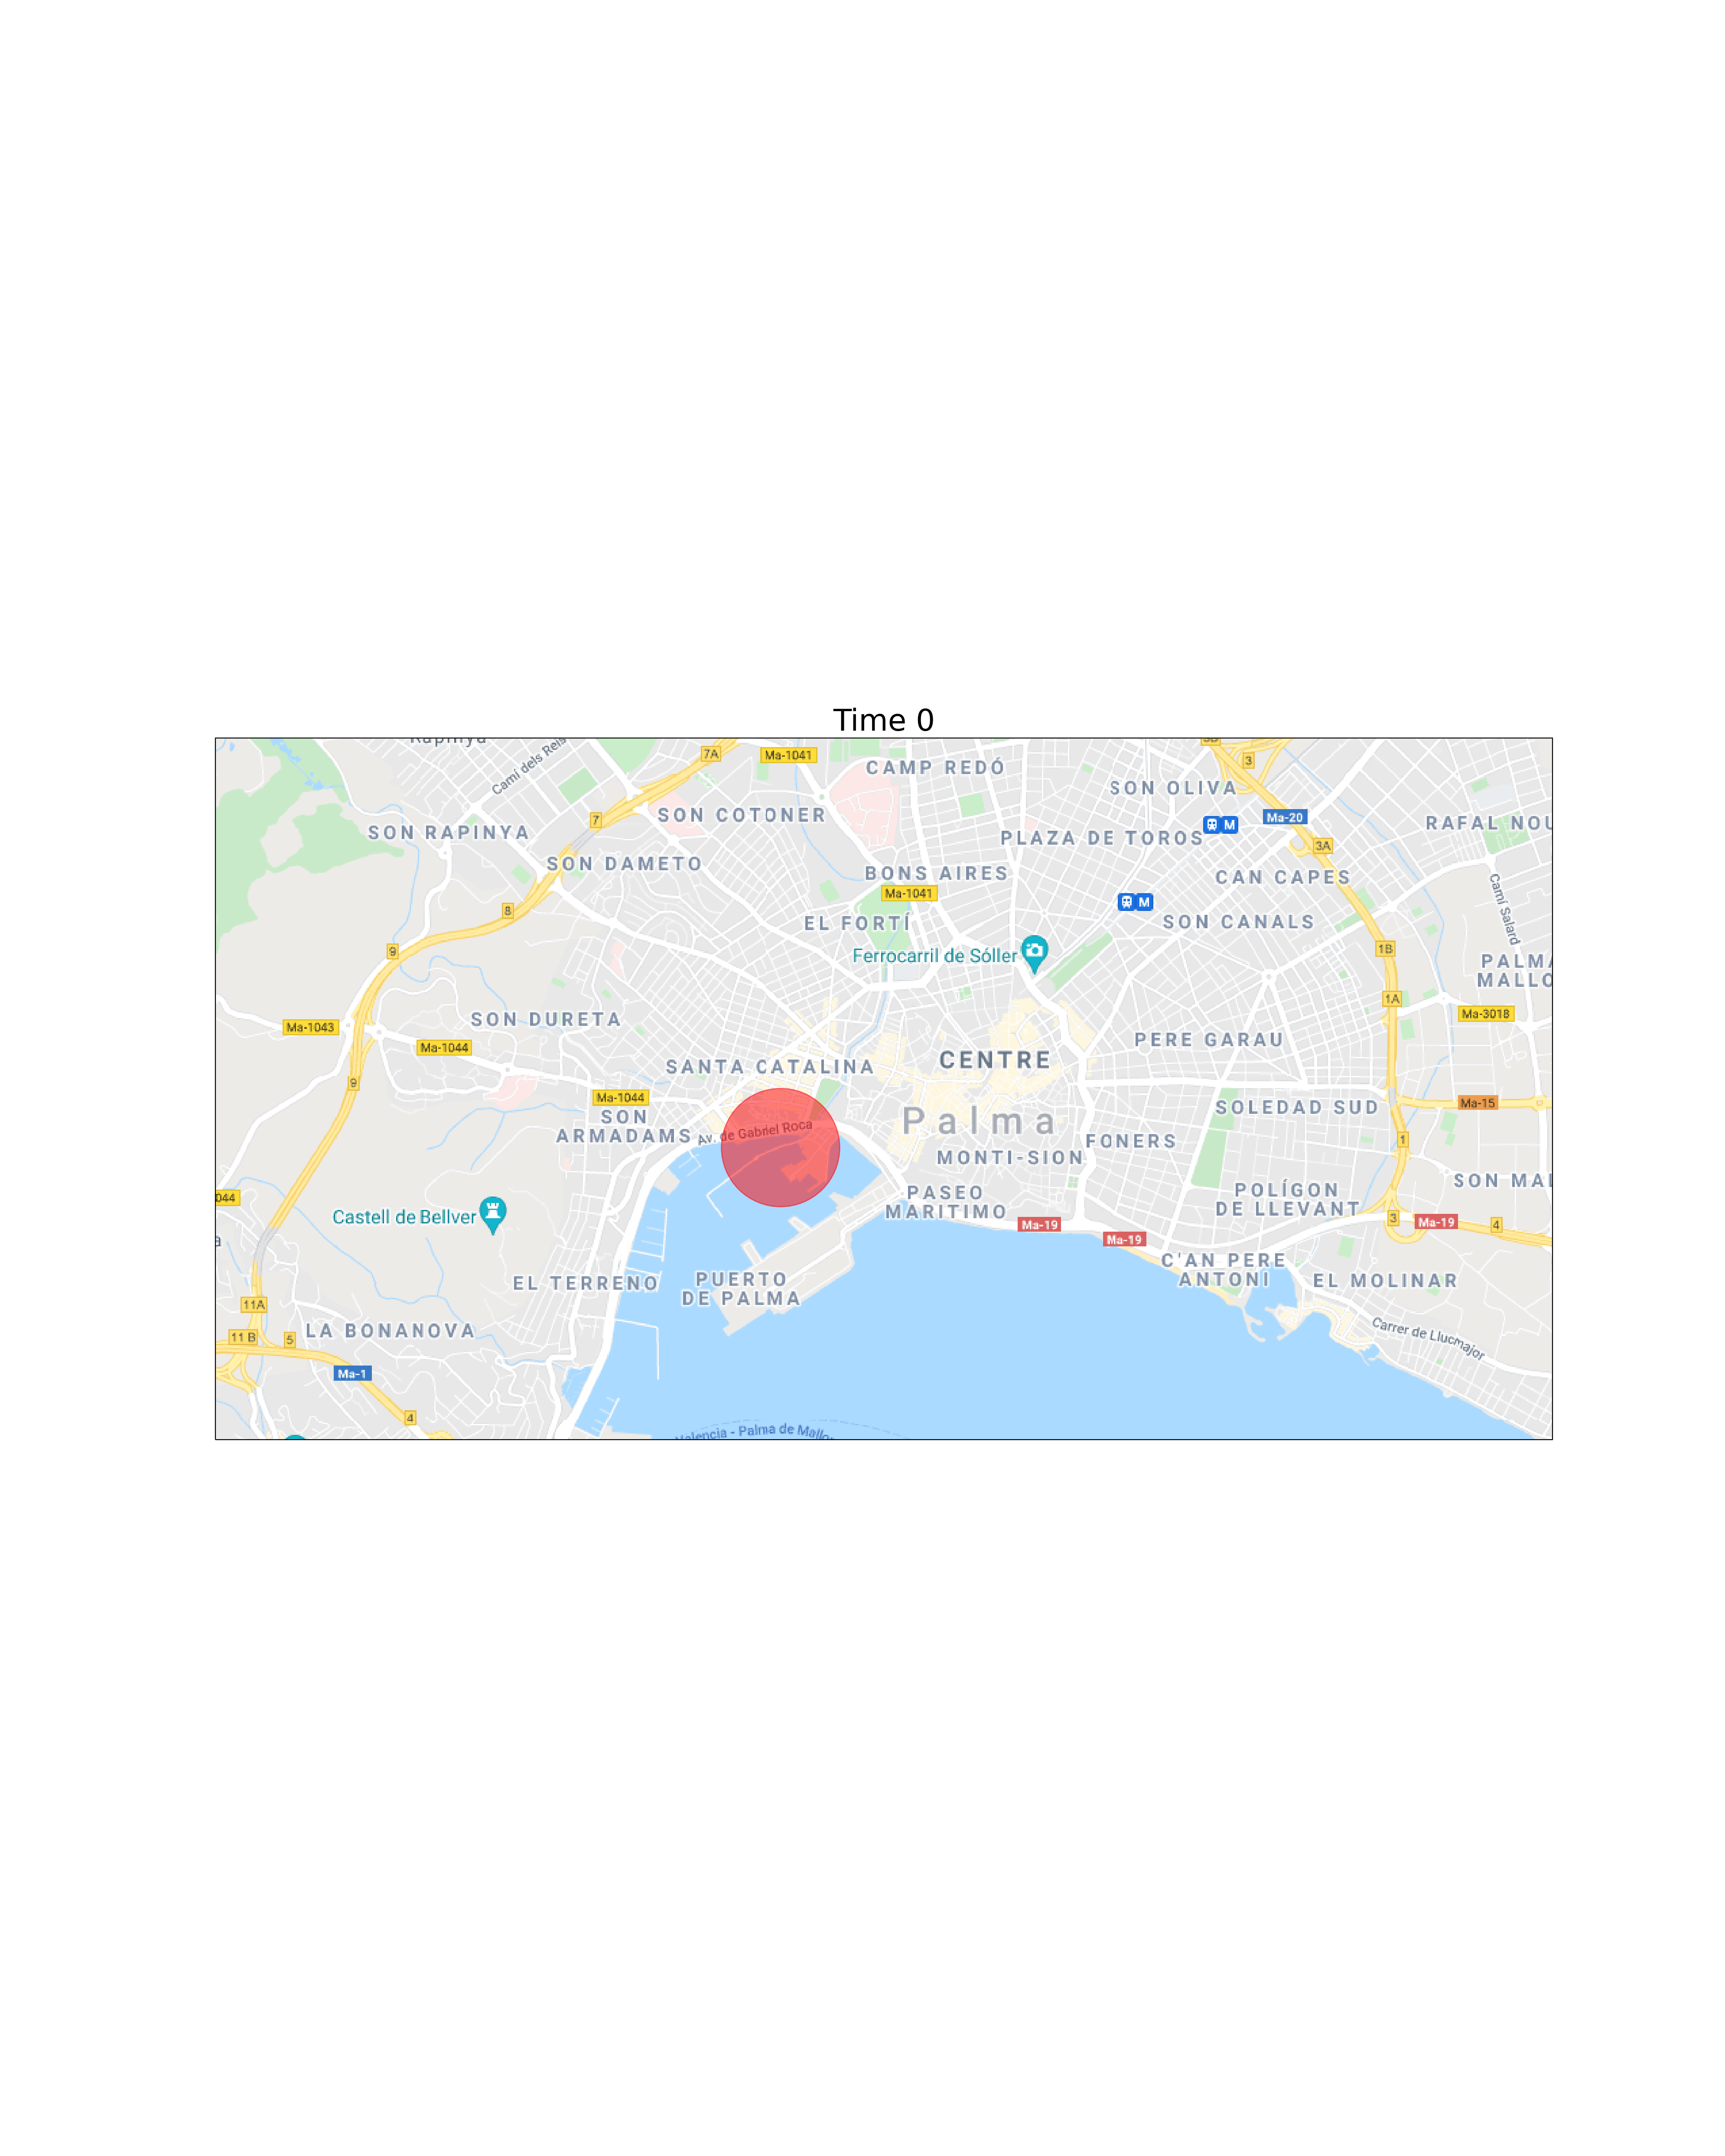 Time 0
Rapinya
Camí dels Reis
7A
Ma-1041
CAMP REDÓ
3
SON OLIVA
7
SON COTONER
Ma-20
M
RAFAL NOU
SON RAPINYA
PLAZA DE TOROS
3A
SON DAMETO
BONS AIRES
CAN CAPES
Ma-1041
M
Camí Salard
8
EL FORTÍ
SON CANALS
9
Ferrocarril de Sóller
1B
PALMA
MALLO
1A
Ma-3018
Ma-1043
SON DURETA
Ma-1044
PERE GARAU
CENTRE
SANTA CATALINA
9
Ma-1044
SON
ARMADAMS
Av. de Gabriel Roca
Palma
SOLEDAD SUD
Ma-15
FONERS
1
MONTI-SION
SON MAL
044
Castell de Bellver
PASEO
MARITIMO
POLÍGON
DE LLEVANT
3
Ma-19
4
Ma-19
Ma-19
a
C'AN PERE
ANTONI
EL MOLINAR
EL TERRENO
PUERTO
DE PALMA
11A
LA BONANOVA
11 B
5
Carrer de Llucmajor
Ma-1
4
Valencia - Palma de Mallo